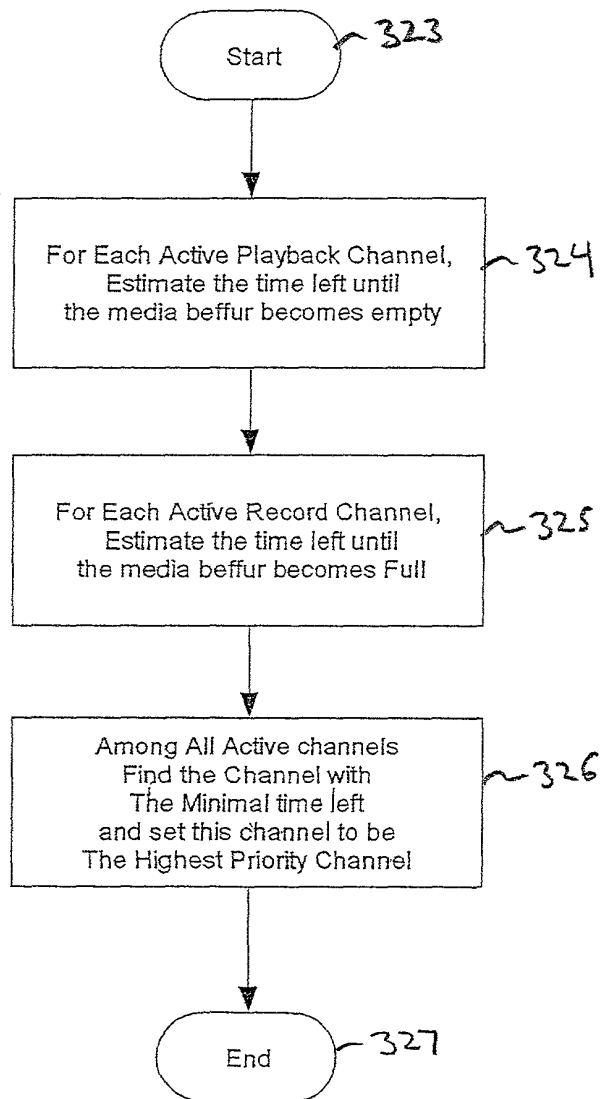 Start
323
For Each Active Playback Channel,
Estimate the time left until
the media beffur becomes empty
324
For Each Active Record Channel,
Estimate the time left until
the media beffur becomes Full
325
Among All Active channels
Find the Channel with
The Minimal time left
and set this channel to be
The Highest Priority Channel
326
End
327